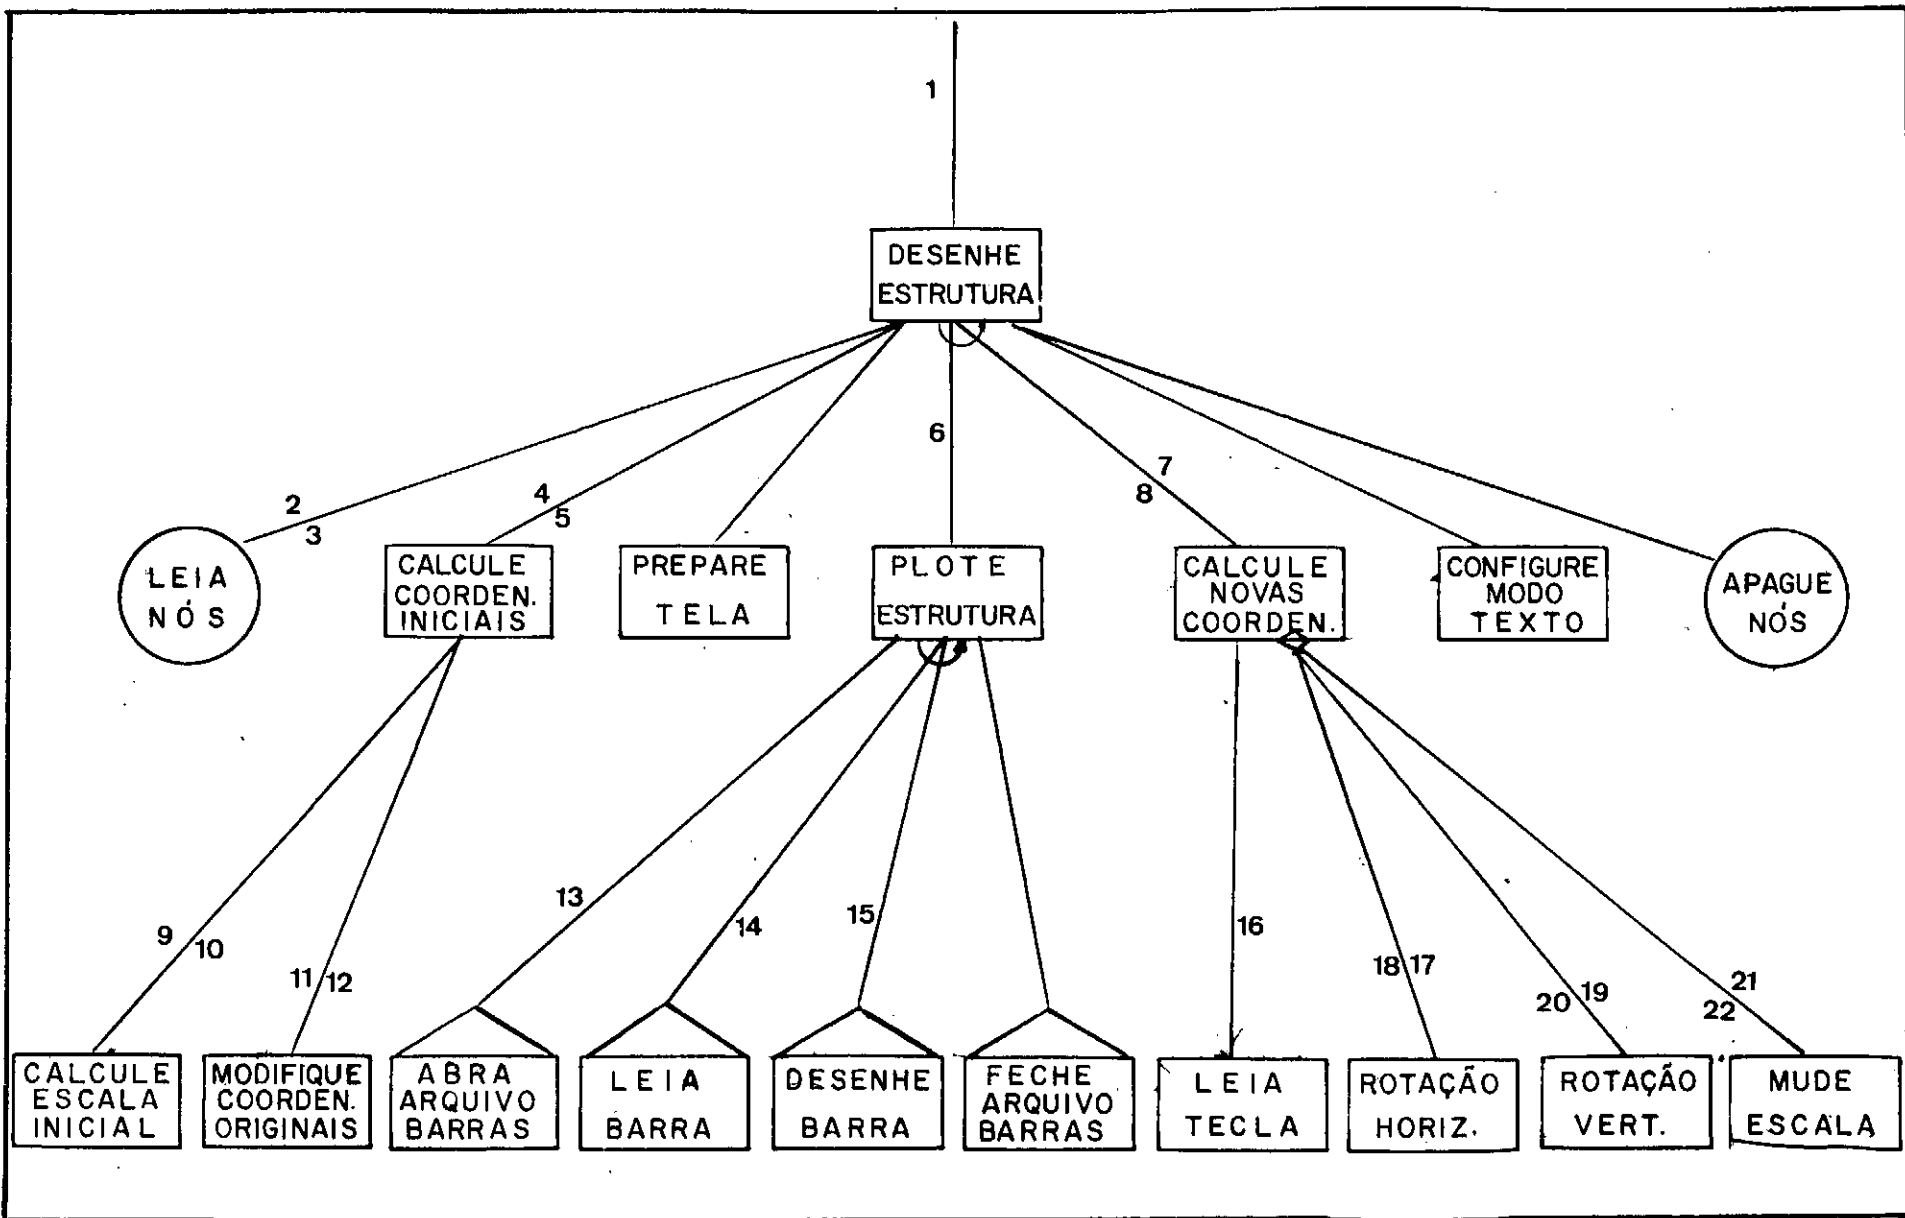 1
DESENHE
ESTRUTURA
2
3
4
5
6
7
8
LEIA
NÓS
CALCULE
COORDEN.
INICIAIS
PREPARE
TELA
PLOTE
ESTRUTURA
CALCULE
NOVAS
COORDEN.
CONFIGURE
MODO
TEXTO
APAGUE
NÓS
9
10
11
12
13
14
15
16
18
17
20
19
21
22
CALCULE
ESCALA
INICIAL
MODIFIQUE
COORDEN.
ORIGINAIS
ABRA
ARQUIVO
BARRAS
LEIA
BARRA
DESENHE
BARRA
FECHE
ARQUIVO
BARRAS
LEIA
TECLA
ROTAÇÃO
HORIZ.
ROTAÇÃO
VERT.
MUDE
ESCALA